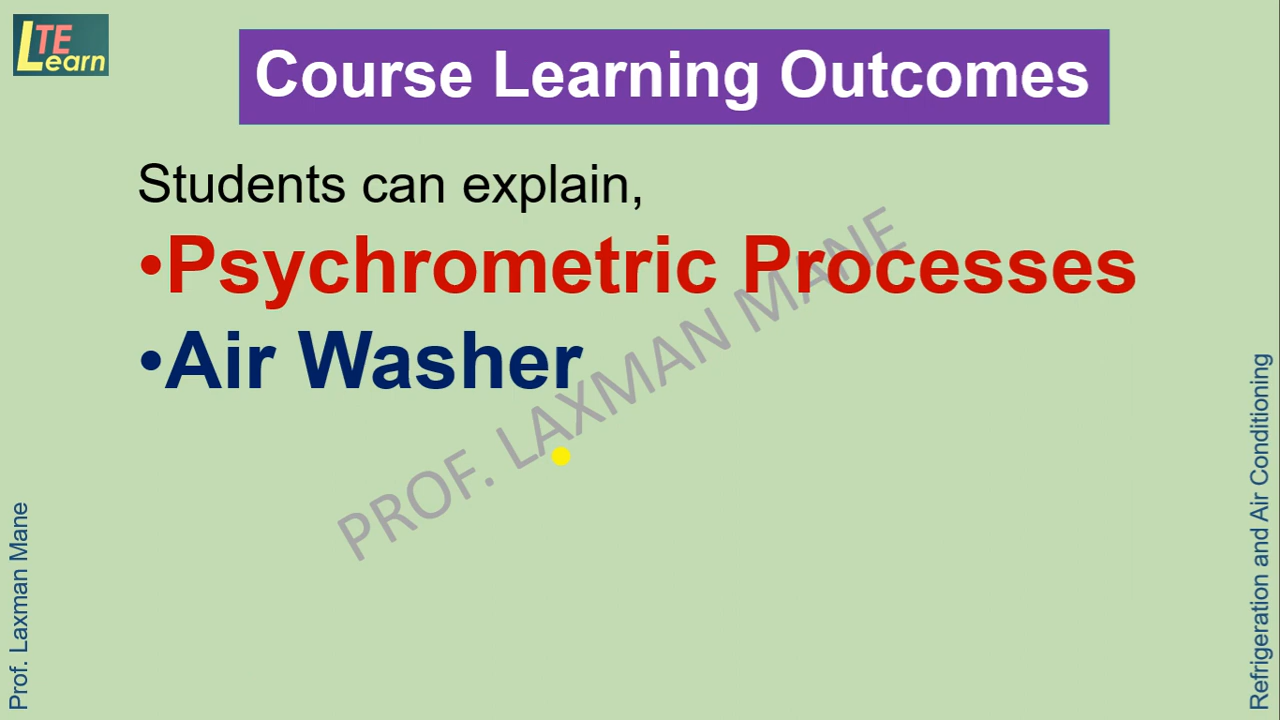 LTE
Learn
Course Learning Outcomes
Students can explain,
•Psychrometric Processes
•Air Washer
PROF. LAXMAN MANE
Prof. Laxman Mane
Refrigeration and Air Conditioning